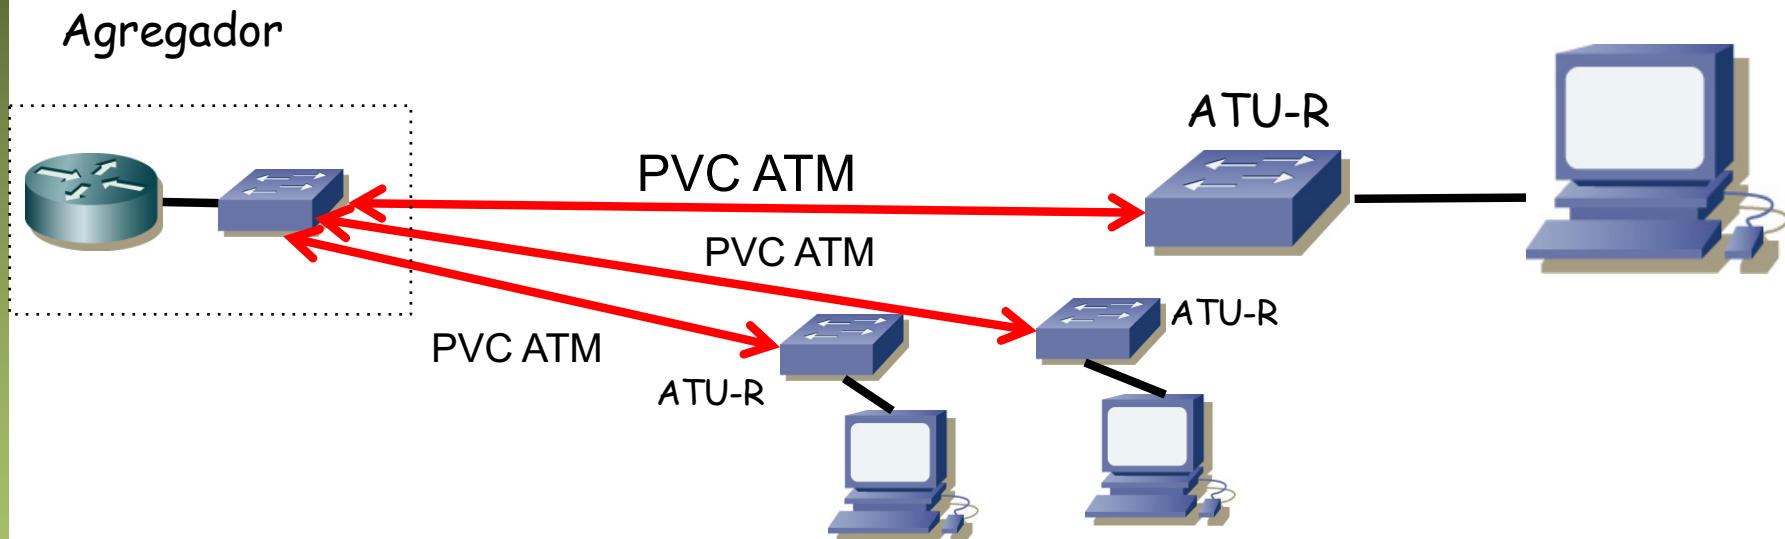 Agregador
ATU-R
PVC ATM
PVC ATM
ATU-R
PVC ATM
ATU-R